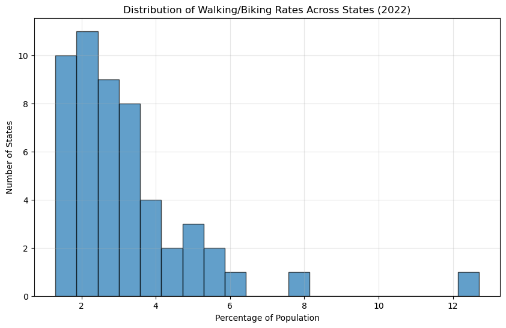 Distribution of Walking/Biking Rates Across States (2022)
10
8
6
4
2
0
Number of States
2 4 6 8 10 12
Percentage of Population